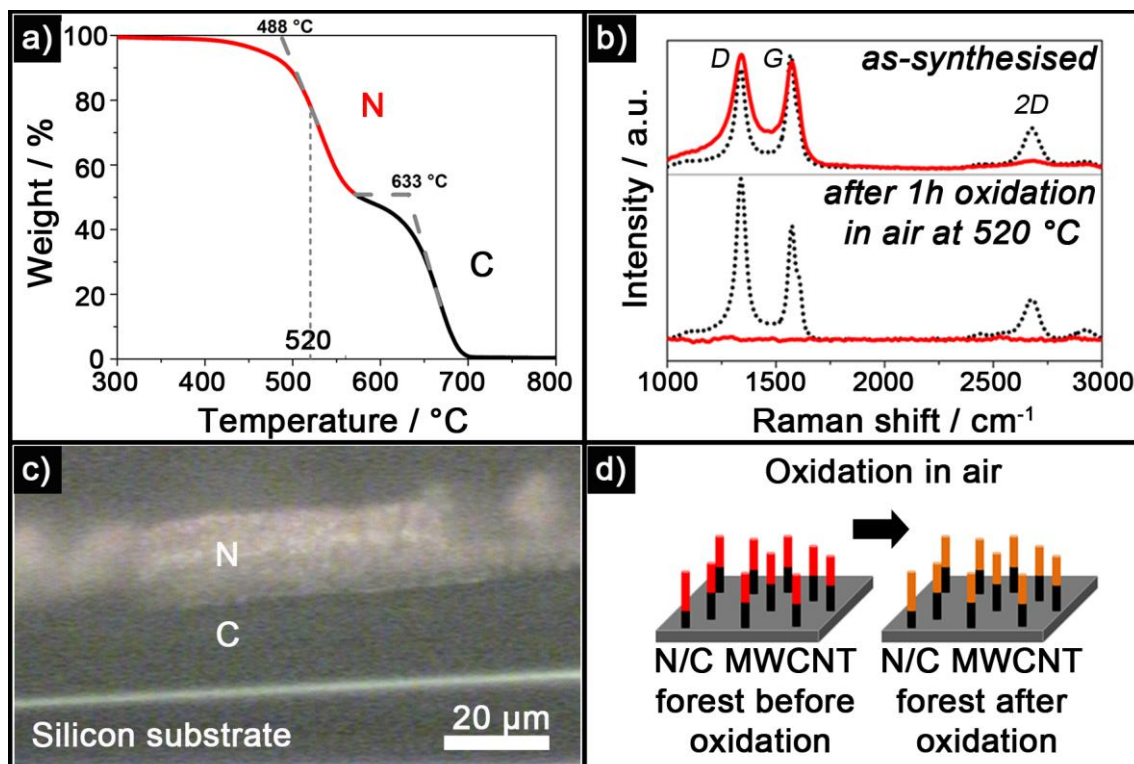 a)
488 °C
N
633 °C
C
520
Weight / %
100
80
60
40
20
0
300 400 500 600 700 800
Temperature / °C
b)
D
G
as-synthesised
2D
after 1h oxidation
in air at 520 °C
Intensity / a.u.
1000 1500 2000 2500 3000
Raman shift / cm⁻¹
c)
N
C
Silicon substrate
20 µm
d)
Oxidation in air
N/C MWCNT
forest before
oxidation
N/C MWCNT
forest after
oxidation